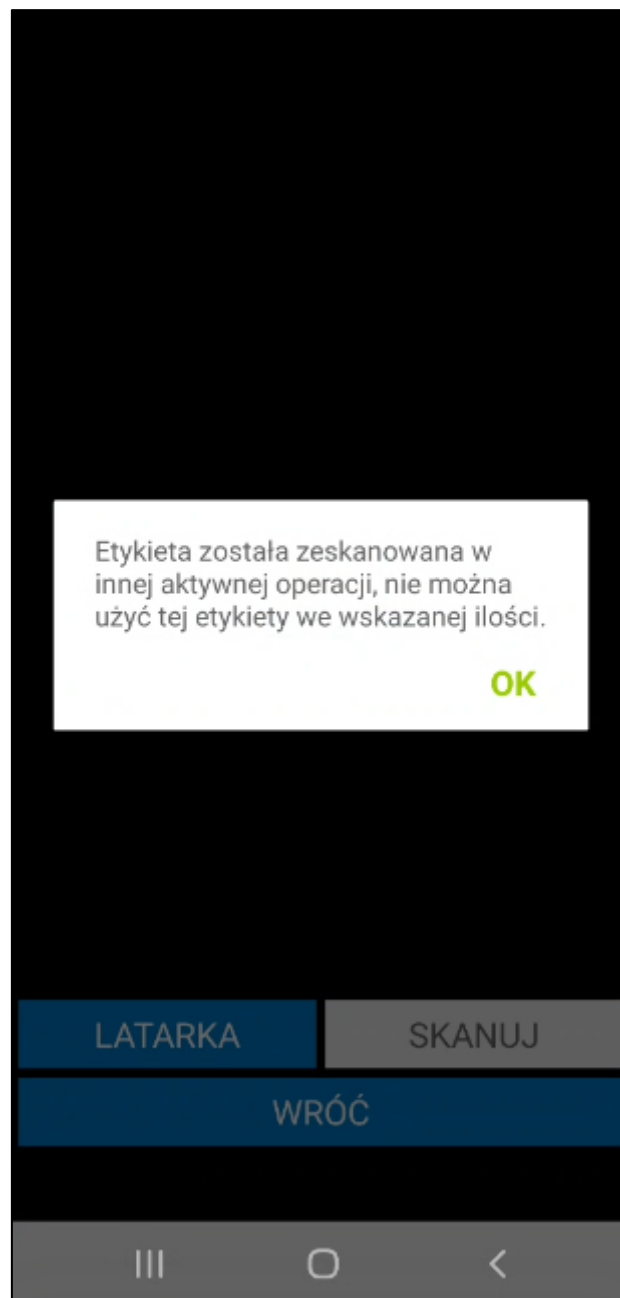 Etykieta została zeskanowana w
innej aktywnej operacji, nie można
użyć tej etykiety we wskazanej ilości.
OK
LATARKA SKANUJ
WRÓĆ